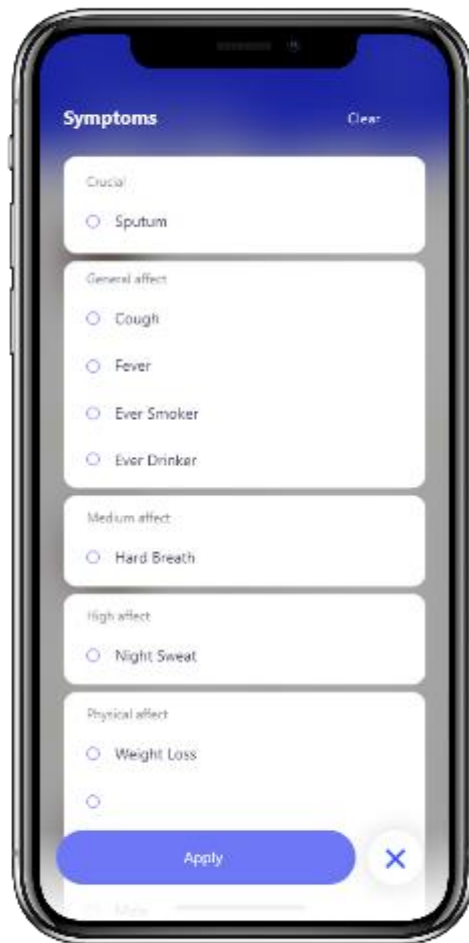 Symptoms
Clear
Crucial
Sputum
General affect
Cough
Fever
Ever Smoker
Ever Drinker
Medium affect
Hard Breath
High affect
Night Sweat
Physical affect
Weight Loss
Apply